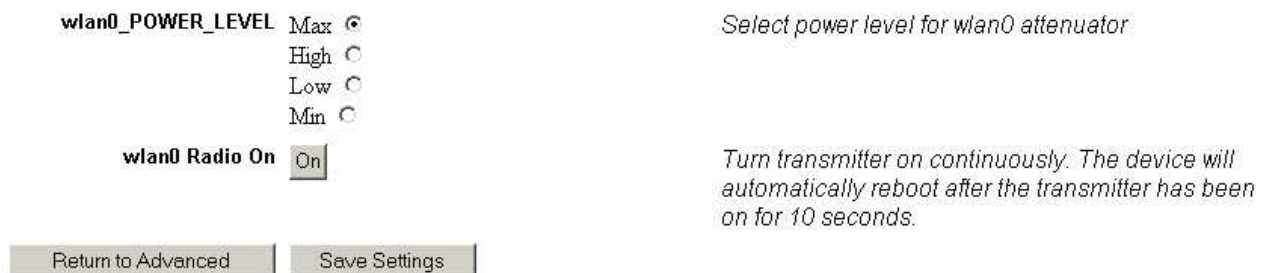 wlan0_POWER_LEVEL Max Select power level for wlan0 attenuator
High
Low
Min
wlan0 Radio On On Turn transmitter on continuously. The device will
automatically reboot after the transmitter has been
on for 10 seconds.
Return to Advanced Save Settings